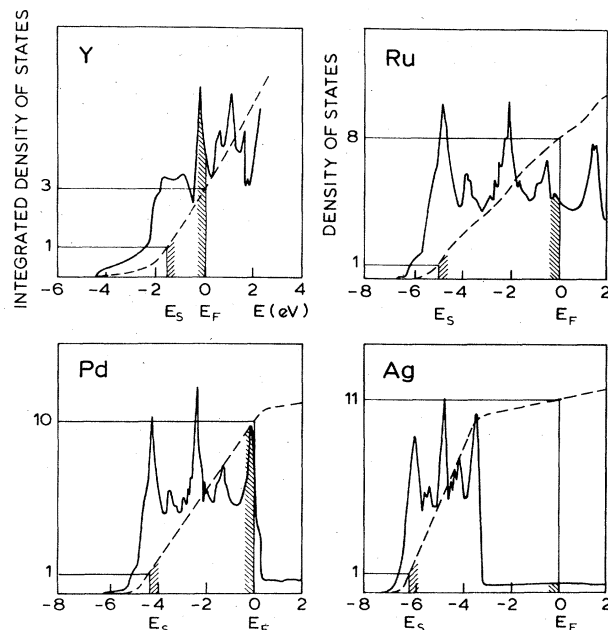 INTEGRATED DENSITY OF STATES
Y
3
1
-6 -4 -2 0 2 4
E_S E_F E (eV)
DENSITY OF STATES
Ru
8
1
-8 -6 -4 -2 0 2
E_S E_F
Pd
10
1
-8 -6 -4 -2 0 2
E_S E_F
Ag
11
1
-8 -6 -4 -2 0 2
E_S E_F